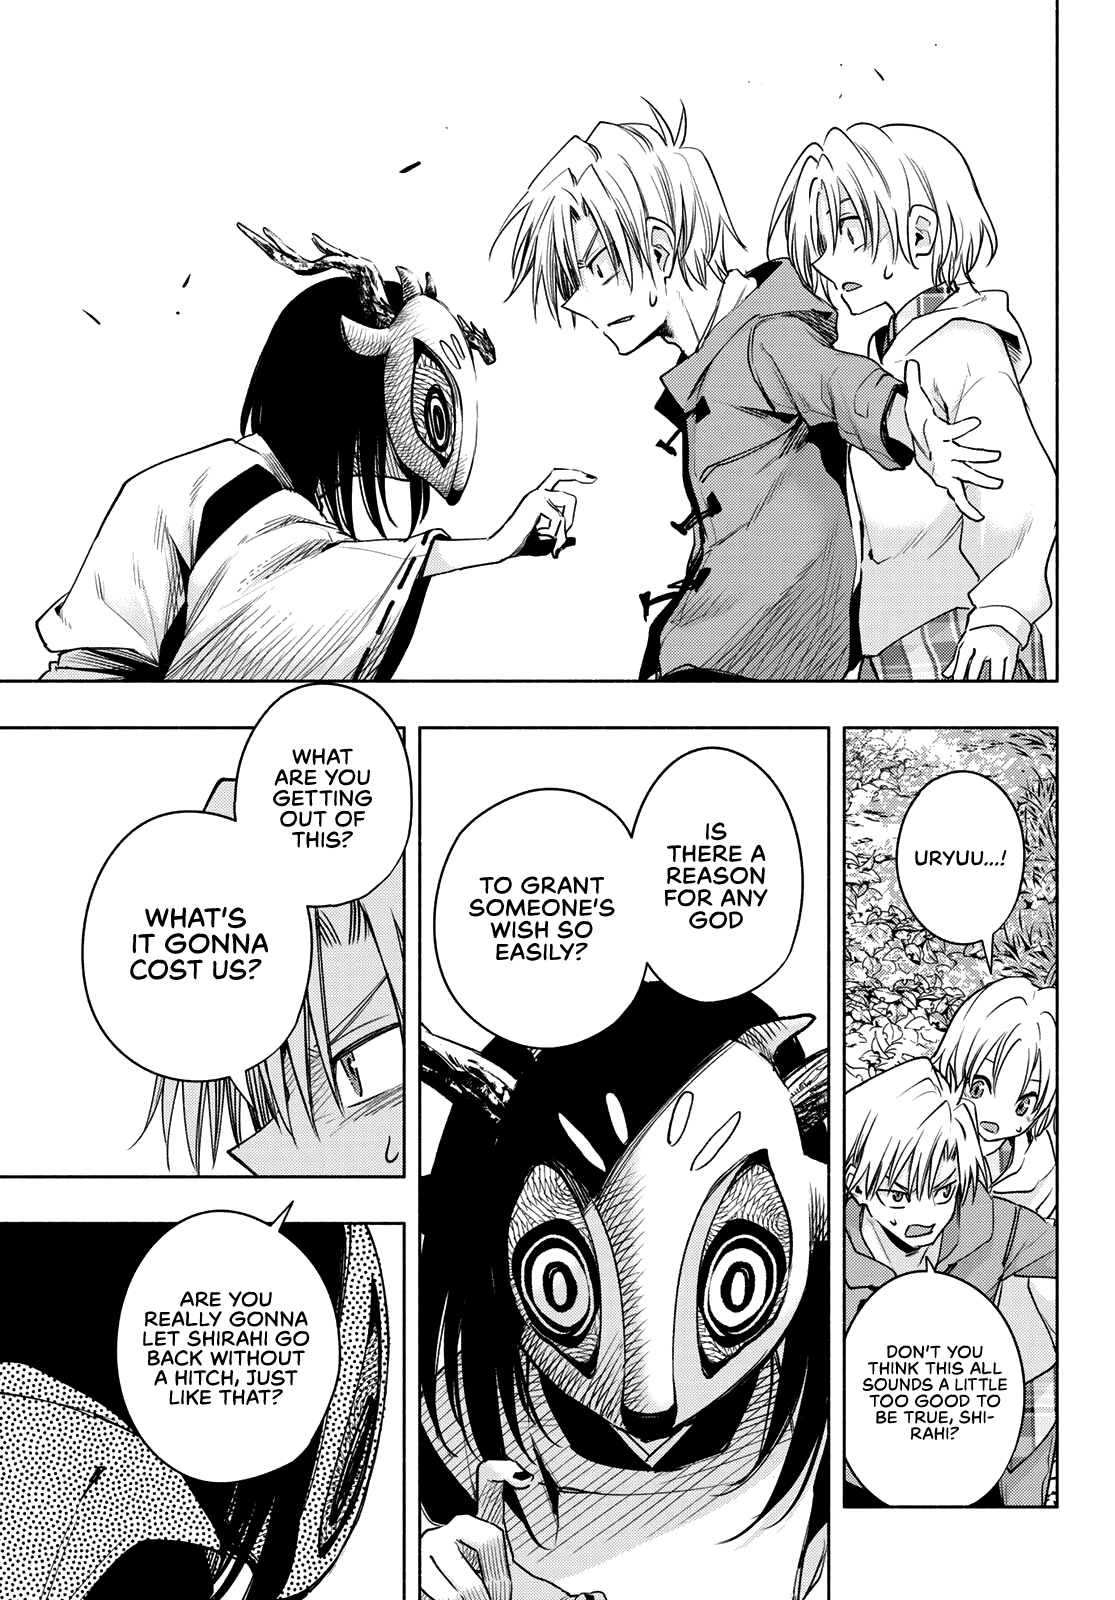 URYUU...!
DON'T YOU
THINK THIS ALL
SOUNDS A LITTLE
TOO GOOD TO
BE TRUE, SHI-
RAHI?
IS
THERE A
REASON
FOR ANY
GOD
TO GRANT
SOMEONE'S
WISH SO
EASILY?
WHAT
ARE YOU
GETTING
OUT OF
THIS?
WHAT'S
IT GONNA
COST US?
ARE YOU
REALLY GONNA
LET SHIRAHI GO
BACK WITHOUT
A HITCH, JUST
LIKE THAT?